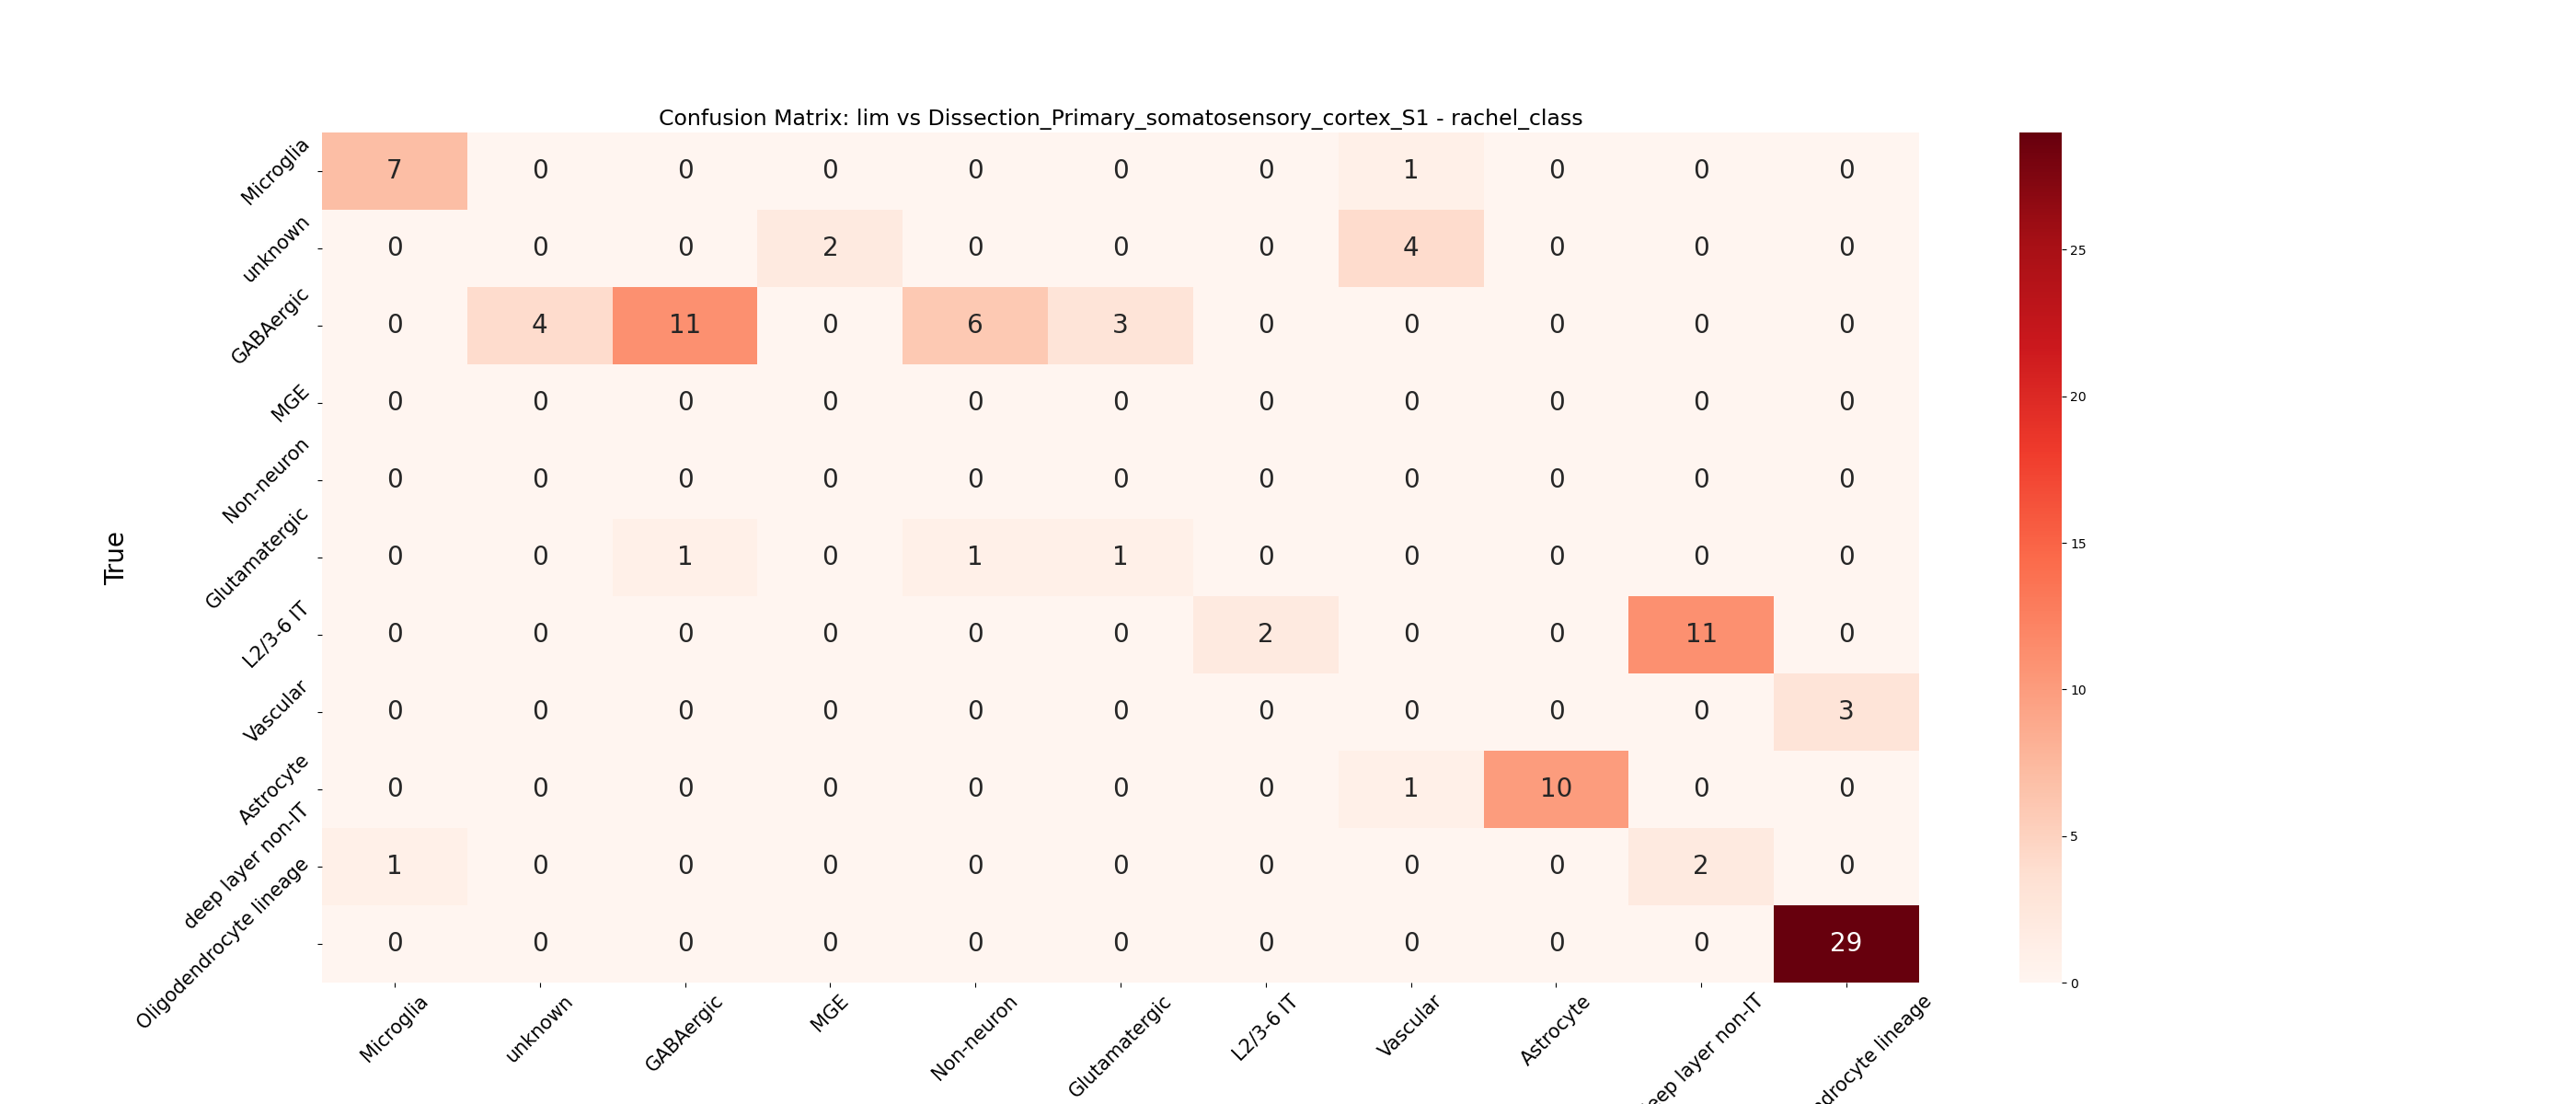 Confusion Matrix: lim vs Dissection_Primary_somatosensory_cortex_S1 - rachel_class
True
Microglia 7 0 0 0 0 0 0 1 0 0 0
unknown 0 0 0 2 0 0 0 4 0 0 0
GABAergic 0 4 11 0 6 3 0 0 0 0 0
MGE 0 0 0 0 0 0 0 0 0 0 0
Non-neuron 0 0 0 0 0 0 0 0 0 0 0
Glutamatergic 0 0 1 0 1 1 0 0 0 0 0
L2/3-6 IT 0 0 0 0 0 0 2 0 0 11 0
Vascular 0 0 0 0 0 0 0 0 0 0 3
Astrocyte 0 0 0 0 0 0 0 1 10 0 0
deep layer non-IT 1 0 0 0 0 0 0 0 0 2 0
Oligodendrocyte lineage 0 0 0 0 0 0 0 0 0 0 29
Microglia unknown GABAergic MGE Non-neuron Glutamatergic L2/3-6 IT Vascular Astrocyte eep layer non-IT ndrocyte lineage
25
20
15
10
5
0